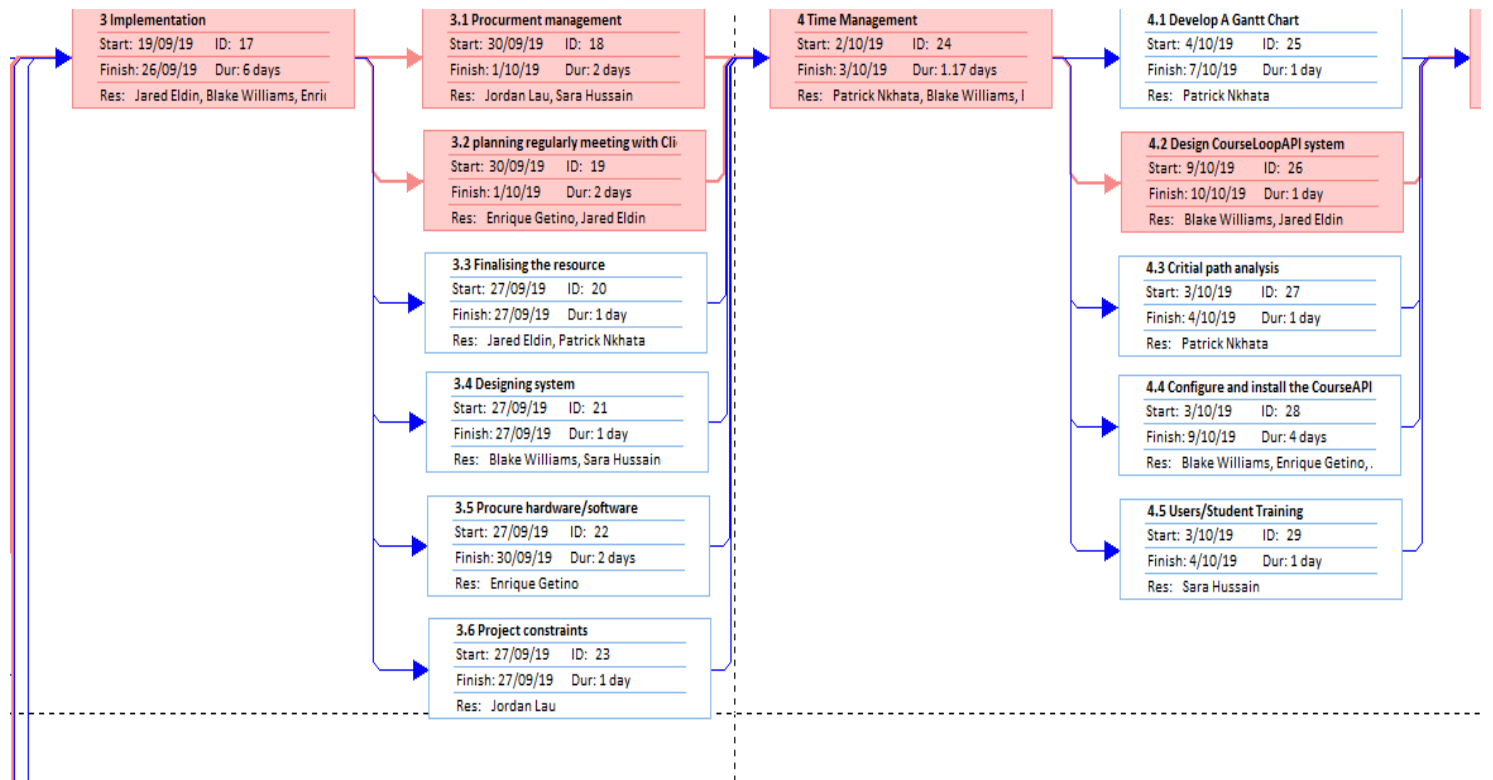 3 Implementation
Start: 19/09/19 ID: 17
Finish: 26/09/19 Dur: 6 days
Res: Jared Eldin, Blake Williams, Enri
3.1 Procurment management
Start: 30/09/19 ID: 18
Finish: 1/10/19 Dur: 2 days
Res: Jordan Lau, Sara Hussain
3.2 planning regularly meeting with Cli
Start: 30/09/19 ID: 19
Finish: 1/10/19 Dur: 2 days
Res: Enrique Getino, Jared Eldin
3.3 Finalising the resource
Start: 27/09/19 ID: 20
Finish: 27/09/19 Dur: 1 day
Res: Jared Eldin, Patrick Nkhata
3.4 Designing system
Start: 27/09/19 ID: 21
Finish: 27/09/19 Dur: 1 day
Res: Blake Williams, Sara Hussain
3.5 Procure hardware/software
Start: 27/09/19 ID: 22
Finish: 30/09/19 Dur: 2 days
Res: Enrique Getino
3.6 Project constraints
Start: 27/09/19 ID: 23
Finish: 27/09/19 Dur: 1 day
Res: Jordan Lau
4 Time Management
Start: 2/10/19 ID: 24
Finish: 3/10/19 Dur: 1.17 days
Res: Patrick Nkhata, Blake Williams,
4.1 Develop A Gantt Chart
Start: 4/10/19 ID: 25
Finish: 7/10/19 Dur: 1 day
Res: Patrick Nkhata
4.2 Design CourseLoopAPI system
Start: 9/10/19 ID: 26
Finish: 10/10/19 Dur: 1 day
Res: Blake Williams, Jared Eldin
4.3 Critial path analysis
Start: 3/10/19 ID: 27
Finish: 4/10/19 Dur: 1 day
Res: Patrick Nkhata
4.4 Configure and install the CourseAPI
Start: 3/10/19 ID: 28
Finish: 9/10/19 Dur: 4 days
Res: Blake Williams, Enrique Getino,
4.5 Users/Student Training
Start: 3/10/19 ID: 29
Finish: 4/10/19 Dur: 1 day
Res: Sara Hussain